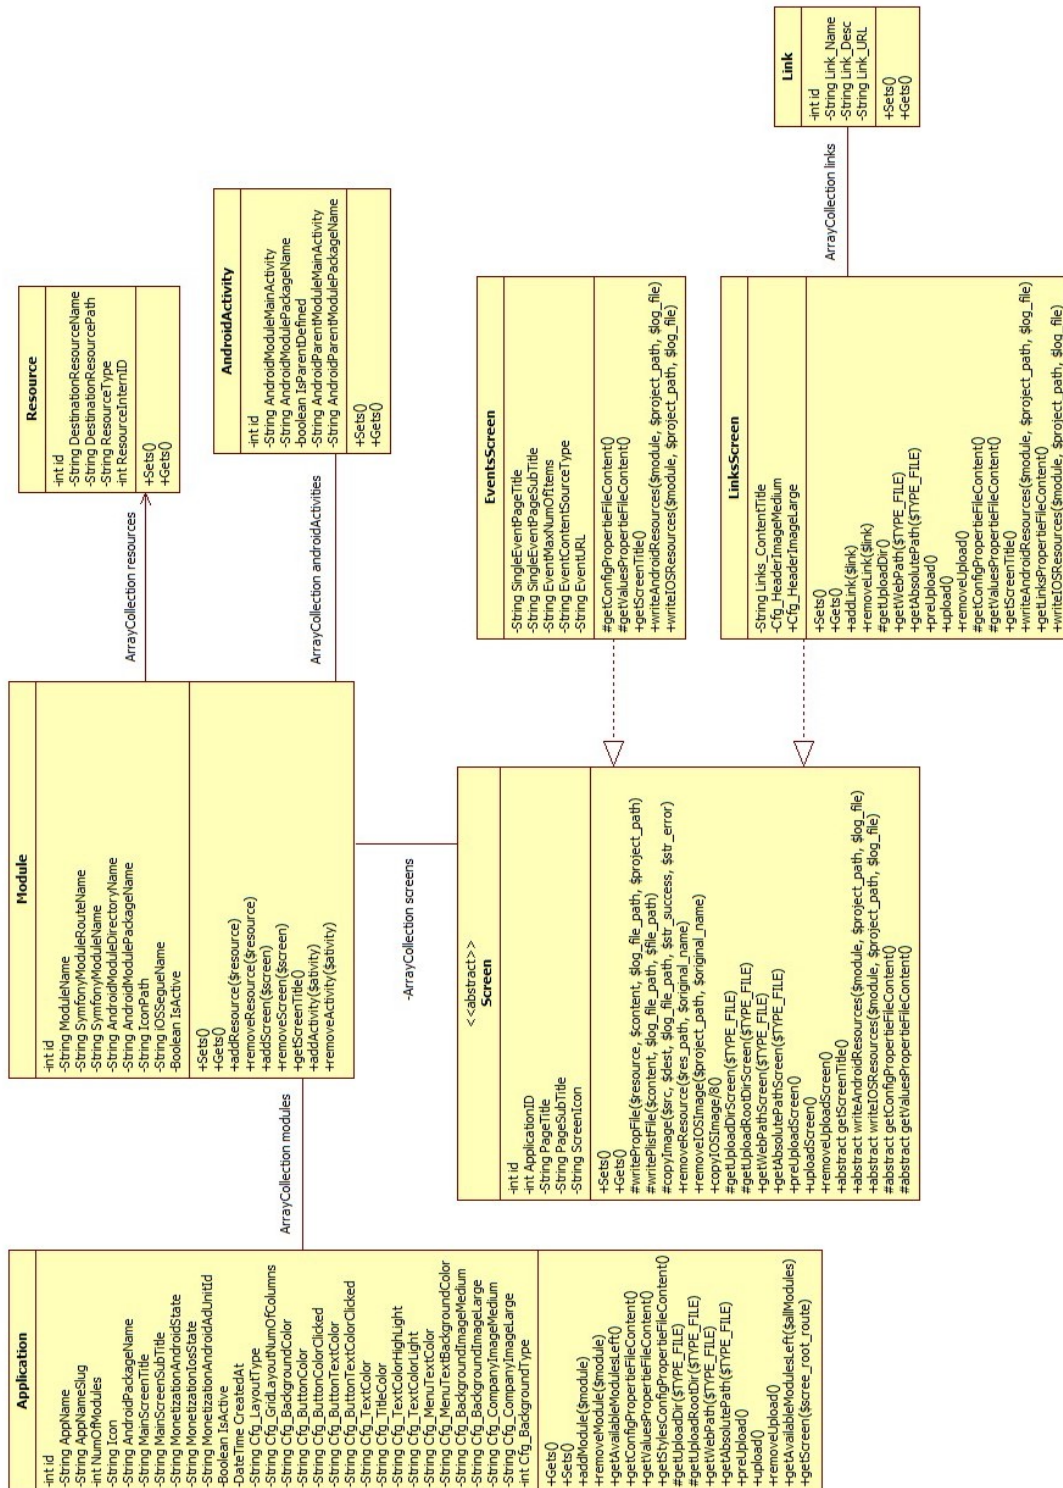 Application
-int id
-String AppName
-String AppNameSlug
-int NumOfModules
-String Icon
-String AndroidPackageName
-String MainScreenTitle
-String MainScreenSubTitle
-String MonetizationAndroidState
-String MonetizationIosState
-String MonetizationAndroidAdUnitId
-Boolean IsActive
-DateTime CreatedAt
-String Cfg_LayoutType
-String Cfg_GridLayoutNumOfColumns
-String Cfg_BackgroundColor
-String Cfg_ButtonColor
-String Cfg_ButtonColorClicked
-String Cfg_ButtonTextColor
-String Cfg_ButtonTextColorClicked
-String Cfg_TextColor
-String Cfg_TitleColor
-String Cfg_TextColorHighLight
-String Cfg_TextColorLight
-String Cfg_MenuTextColor
-String Cfg_MenuTextBackgroundColor
-String Cfg_BackgroundImageMedium
-String Cfg_BackgroundImageLarge
-String Cfg_CompanyImageMedium
-String Cfg_CompanyImageLarge
-int Cfg_BackgroundType
+Gets()
+Sets()
+addModule($module)
+removeModule($module)
+getAvailableModulesLeft()
+getConfigPropertieFileContent()
+getValuesPropertieFileContent()
+getStylesConfigPropertieFileContent()
#getUploadDir($TYPE_FILE)
#getUploadRootDir($TYPE_FILE)
+getWebPath($TYPE_FILE)
+getAbsolutePath($TYPE_FILE)
+preUpload()
+upload()
+removeUpload()
+getAvailableModulesLeft($allModules)
+getScreen($scree_root_route)
ArrayCollection modules
Module
-int id
-String ModuleName
-String SymfonyModuleRouteName
-String SymfonyModuleName
-String AndroidModuleDirectoryName
-String AndroidModulePackageName
-String IconPath
-String iOSSegueName
-Boolean IsActive
+Sets()
+Gets()
+addResource($resource)
+removeResource($resource)
+addScreen($screen)
+removeScreen($screen)
+getScreenTitle()
+addActivity($ativity)
+removeActivity($ativity)
ArrayCollection resources
Resource
-int id
-String DestinationResourceName
-String DestinationResourcePath
-String ResourceType
-int ResourceInternID
+Sets()
+Gets()
ArrayCollection androidActivities
AndroidActivity
-int id
-String AndroidModuleMainActivity
-String AndroidModulePackageName
-boolean IsParentDefined
-String AndroidParentModuleMainActivity
-String AndroidParentModulePackageName
+Sets()
+Gets()
-ArrayCollection screens
<<abstract>>
Screen
-int id
-int ApplicationID
-String PageTitle
-String PageSubTitle
-String ScreenIcon
+Sets()
+Gets()
#writePropFile($resource, $content, $log_file_path, $project_path)
#writePlistFile($content, $log_file_path, $file_path)
#copyImage($src, $dest, $log_file_path, $str_success, $str_error)
+removeResource($res_path, $original_name)
+removeIOSImage($project_path, $original_name)
+copyIOSImage/8()
#getUploadDirScreen($TYPE_FILE)
#getUploadRootDirScreen($TYPE_FILE)
+getWebPathScreen($TYPE_FILE)
+getAbsolutePathScreen($TYPE_FILE)
+preUploadScreen()
+uploadScreen()
+removeUploadScreen()
+abstract getScreenTitle()
+abstract writeAndroidResources($module, $project_path, $log_file)
+abstract writeIOSResources($module, $project_path, $log_file)
#abstract getConfigPropertieFileContent()
#abstract getValuesPropertieFileContent()
EventsScreen
-String SingleEventPageTitle
-String SingleEventPageSubTitle
-String EventMaxNumOfItems
-String EventContentSourceType
-String EventURL
#getConfigPropertieFileContent()
#getValuesPropertieFileContent()
+getScreenTitle()
+writeAndroidResources($module, $project_path, $log_file)
+writeIOSResources($module, $project_path, $log_file)
LinksScreen
-String Links_ContentTitle
-Cfg_HeaderImageMedium
+Cfg_HeaderImageLarge
+Sets()
+Gets()
+addLink($link)
+removeLink($link)
#getUploadDir()
+getWebPath($TYPE_FILE)
+getAbsolutePath($TYPE_FILE)
+preUpload()
+upload()
+removeUpload()
#getConfigPropertieFileContent()
#getValuesPropertieFileContent()
+getScreenTitle()
+writeAndroidResources($module, $project_path, $log_file)
+getLinksPropertieFileContent()
+writeIOSResources($module, $project_path, $log_file)
ArrayCollection links
Link
-int id
-String Link_Name
-String Link_Desc
-String Link_URL
+Sets()
+Gets()